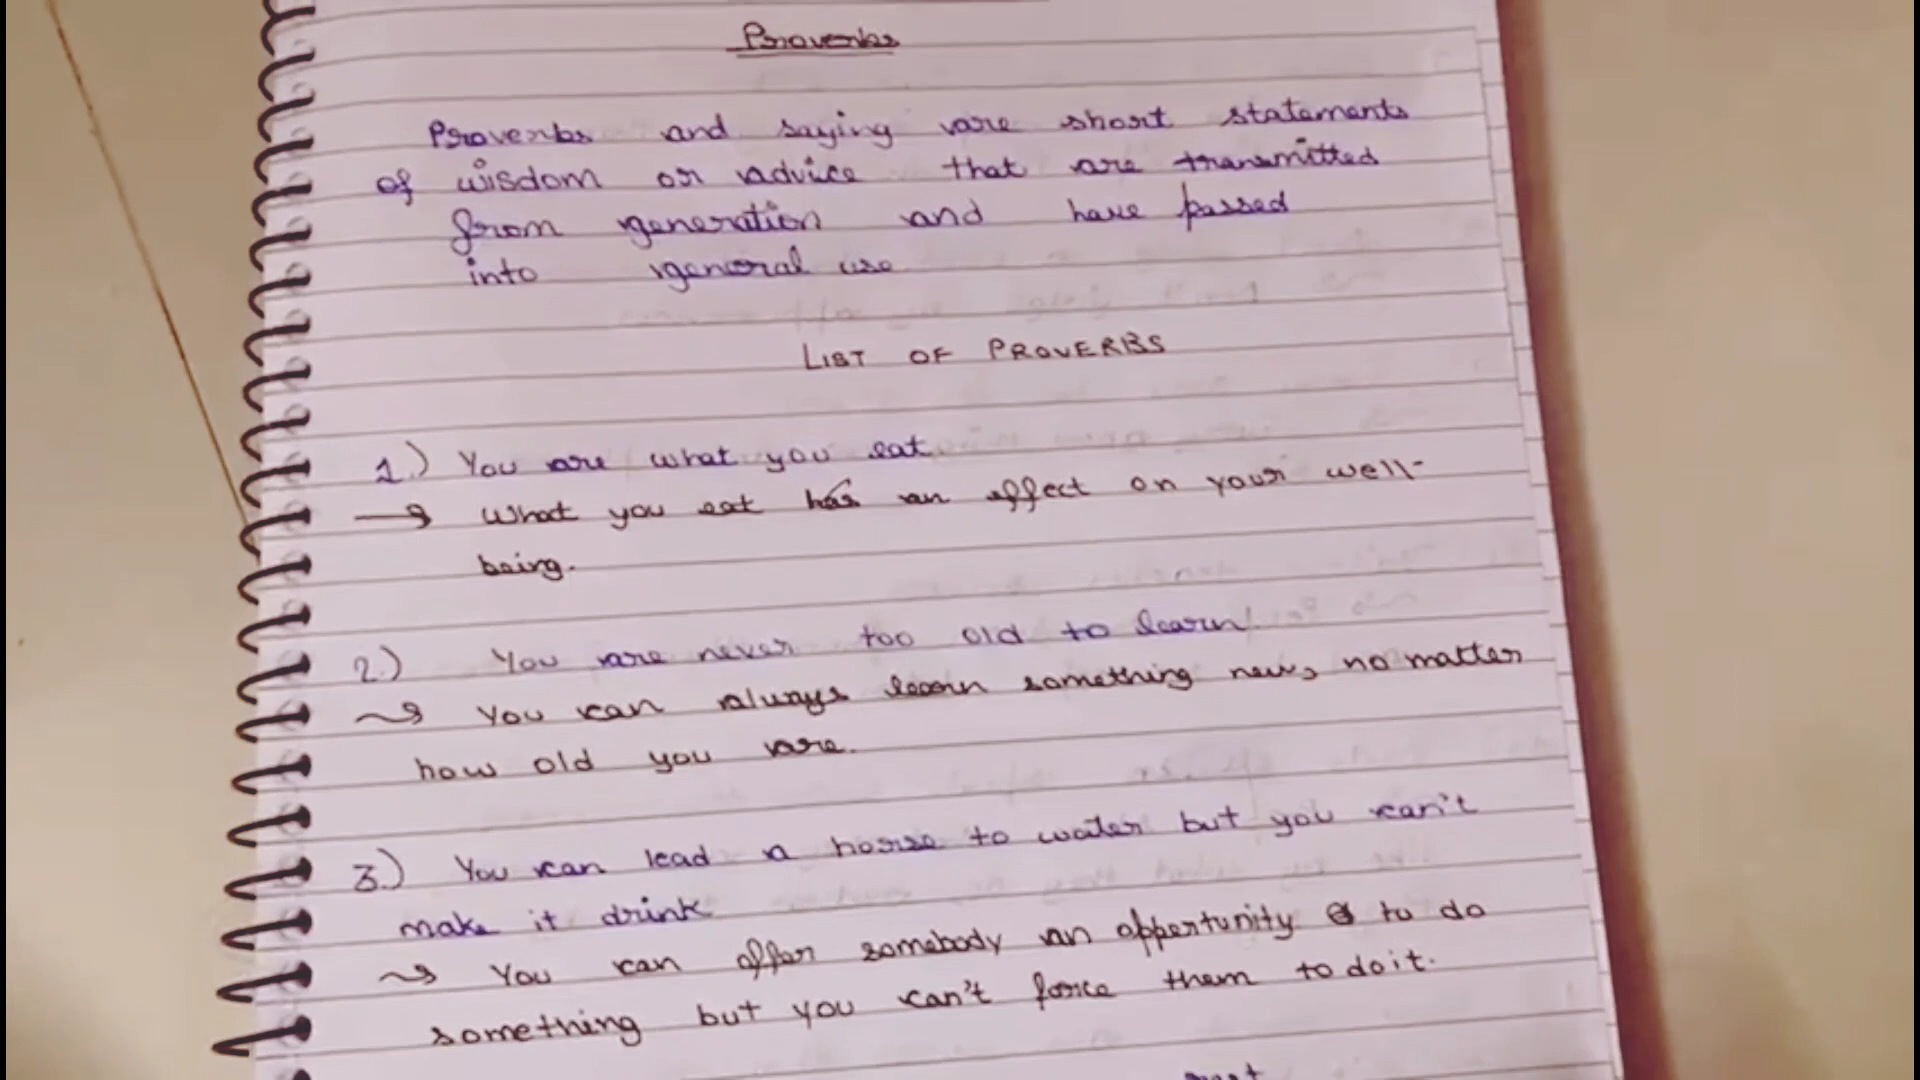 Proverbs
Proverbs and saying are short statements
of wisdom or advice that are transmitted
from generation and have passed
into general use
LIST OF PROVERBS
1.) You are what you eat
→ What you eat has an effect on your well-
being.
2.) You are never too old to learn.
→ You can always learn something new, no matter
how old you are.
3.) You can lead a horse to water but you can't
make it drink
→ You can offer somebody an oppertunity to do
something but you can't force them to do it.